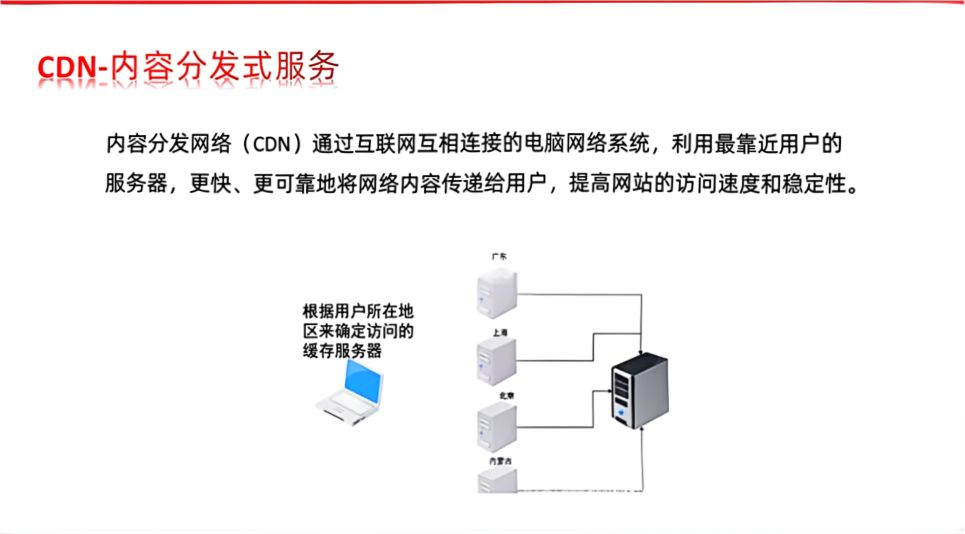 CDN-内容分发式服务
内容分发网络（CDN）通过互联网互相连接的电脑网络系统，利用最靠近用户的
服务器，更快、更可靠地将网络内容传递给用户，提高网站的访问速度和稳定性。
广东
根据用户所在地
区来确定访问的
缓存服务器
上海
北京
内蒙古